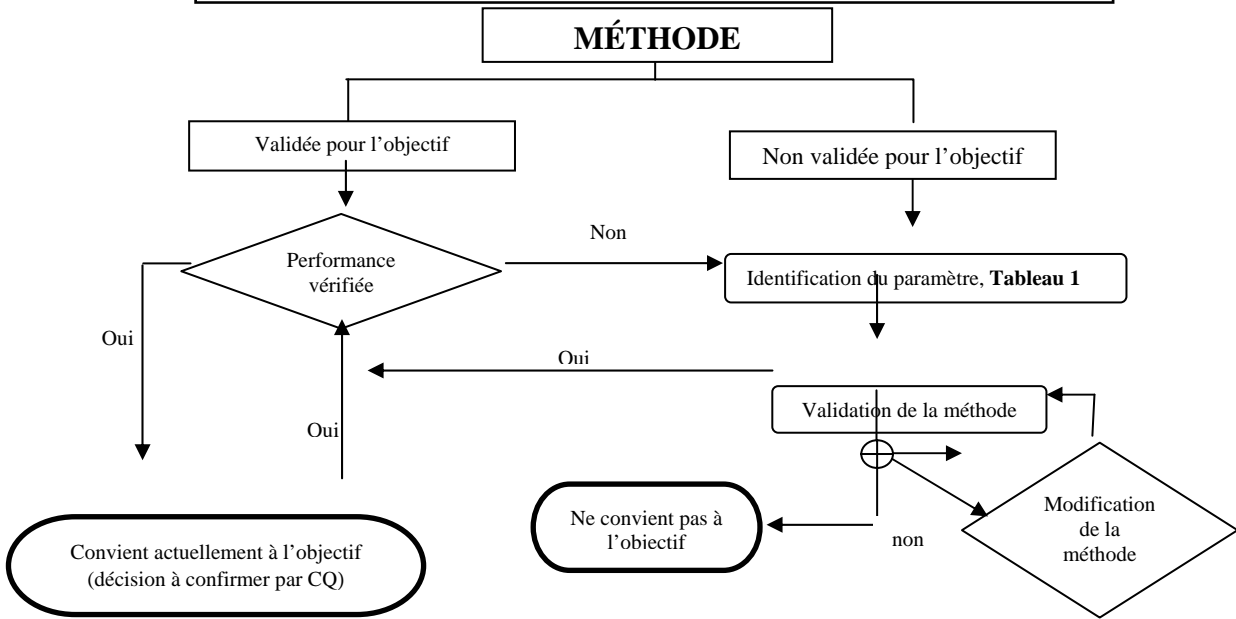 MÉTHODE
Validée pour l’objectif
Non validée pour l’objectif
Performance
vérifiée
Non
Identification du paramètre, Tableau 1
Oui
Oui
Oui
Validation de la méthode
Modification
de la
méthode
Ne convient pas à
l’objectif
non
Convient actuellement à l’objectif
(décision à confirmer par CQ)